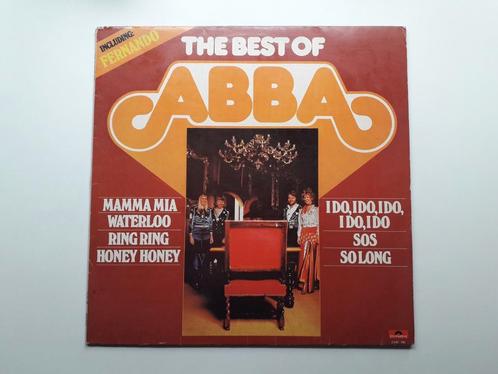 INCLUDING:
FERNANDO
THE BEST OF
ABBA
MAMMA MIA
WATERLOO
RING RING
HONEY HONEY
I DO, I DO, I DO,
I DO, I DO
SOS
SO LONG